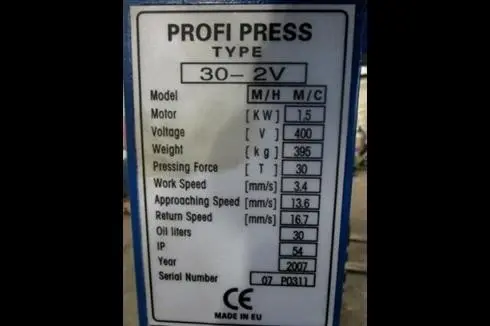 PROFI PRESS
TYPE
30-2V
Model M/H M/C
Motor [KW] 1.5
Voltage [V] 400
Weight [kg] 395
Pressing Force [T] 30
Work Speed [mm/s] 3.4
Approaching Speed [mm/s] 13.6
Return Speed [mm/s] 16.7
Oil liters 30
IP 54
Year 2007
Serial Number 07 P0311
CE
MADE IN EU